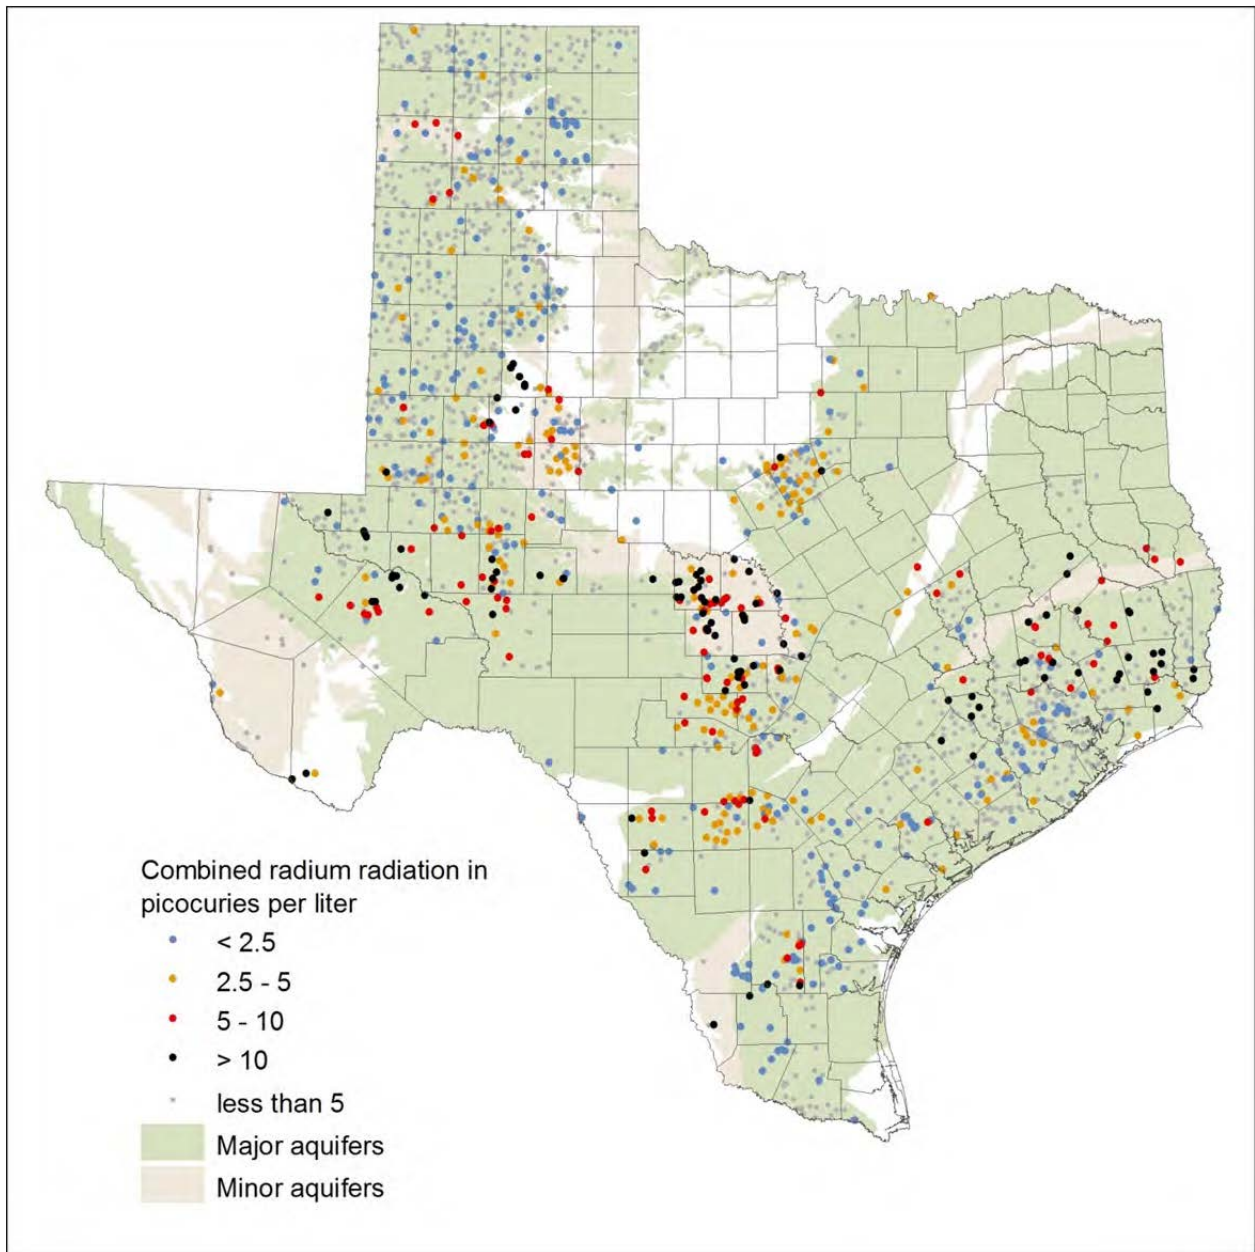 Combined radium radiation in
picocuries per liter
< 2.5
2.5 - 5
5 - 10
> 10
less than 5
Major aquifers
Minor aquifers